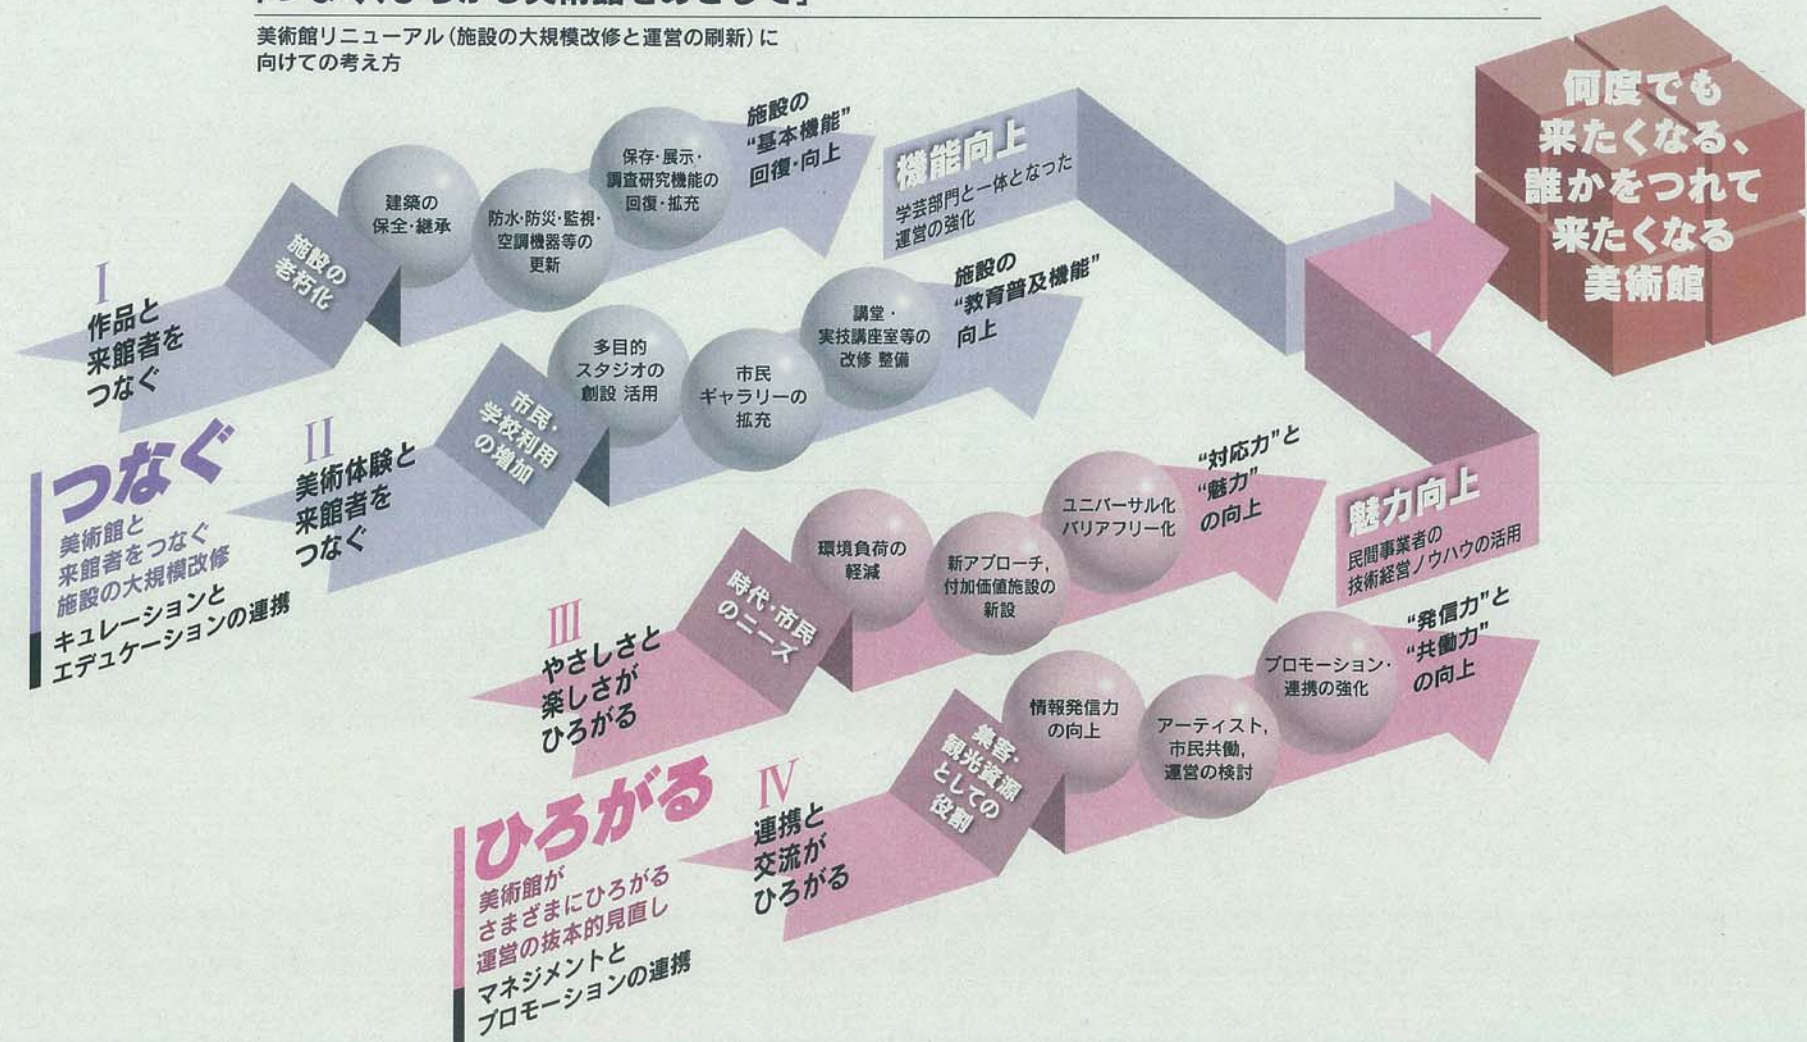 「つなぐ、ひろがる美術館をめざして」
美術館リニューアル(施設の大規模改修と運営の刷新)に
向けての考え方
つなぐ
美術館と
来館者をつなぐ
施設の大規模改修
キュレーションと
エデュケーションの連携
I
作品と
来館者を
つなぐ
施設の
老朽化
建築の
保全・継承
防水・防災・監視・
空調機器等の
更新
保存・展示・
調査研究機能の
回復・拡充
施設の
“基本機能”
回復・向上
II
美術体験と
来館者を
つなぐ
市民・
学校利用
の増加
多目的
スタジオの
創設 活用
市民
ギャラリーの
拡充
講堂・
実技講座室等の
改修 整備
施設の
“教育普及機能”
向上
機能向上
学芸部門と一体となった
運営の強化
ひろがる
美術館が
さまざまにひろがる
運営の抜本的見直し
マネジメントと
プロモーションの連携
III
やさしさと
楽しさが
ひろがる
時代・市民
のニーズ
環境負荷の
軽減
新アプローチ,
付加価値施設の
新設
ユニバーサル化
バリアフリー化
“対応力”と
“魅力”
の向上
IV
連携と
交流が
ひろがる
集客・
観光資源
としての
役割
情報発信力
の向上
アーティスト,
市民共働,
運営の検討
プロモーション・
連携の強化
“発信力”と
“共働力”
の向上
魅力向上
民間事業者の
技術経営ノウハウの活用
何度でも
来たくなる、
誰かをつれて
来たくなる
美術館